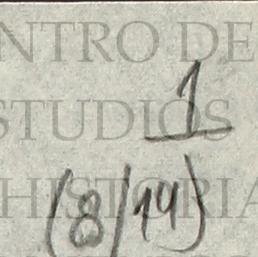 NTRO DE
1
STUDIOS
HISTORIA
(8/14)